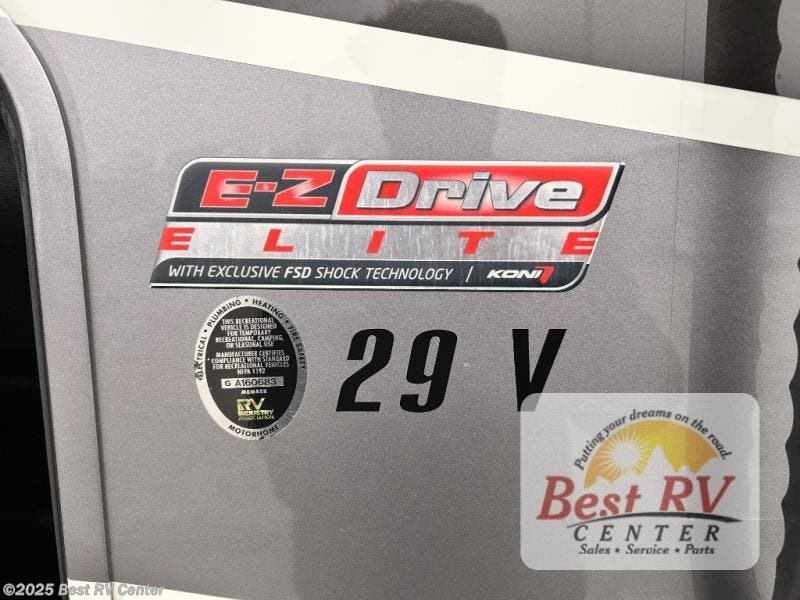 E-Z Drive
ELITE
WITH EXCLUSIVE FSD SHOCK TECHNOLOGY | KONI
ELECTRICAL • PLUMBING • HEATING • FIRE SAFETY
THIS RECREATIONAL
VEHICLE IS DESIGNED
FOR TEMPORARY
RECREATIONAL, CAMPING,
OR SEASONAL USE
MANUFACTURER CERTIFIES
COMPLIANCE WITH STANDARD
FOR RECREATIONAL VEHICLES
NFPA 1192
G A160683
MEMBER
RV
INDUSTRY
ASSOCIATION
MOTORHOME
29 V
Putting your dreams on the road.
Best RV
CENTER
Sales • Service • Parts
©2025 Best RV Center